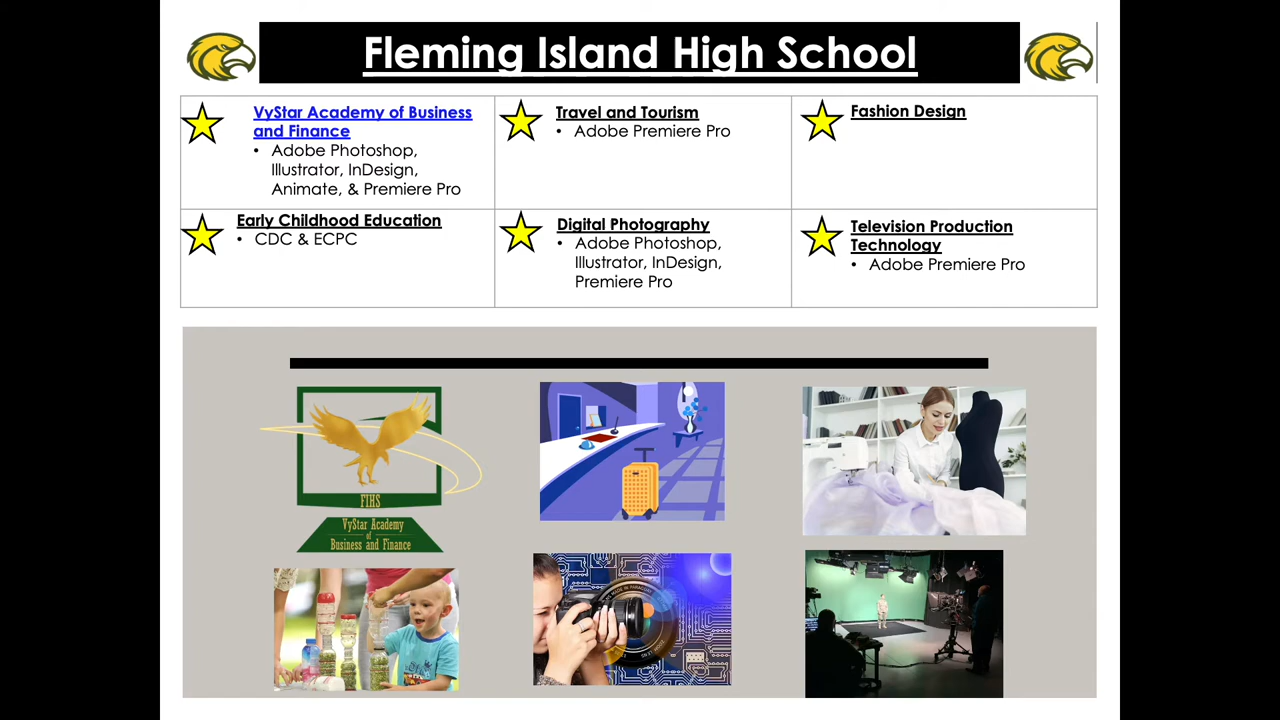 Fleming Island High School
VyStar Academy of Business
and Finance
• Adobe Photoshop,
Illustrator, InDesign,
Animate, & Premiere Pro
Travel and Tourism
• Adobe Premiere Pro
Fashion Design
Early Childhood Education
• CDC & ECPC
Digital Photography
• Adobe Photoshop,
Illustrator, InDesign,
Premiere Pro
Television Production
Technology
• Adobe Premiere Pro
FIHS
VyStar Academy
of
Business and Finance